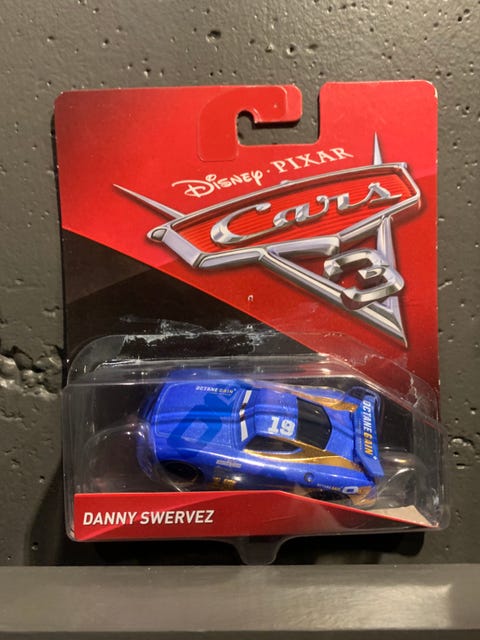 Disney · PIXAR
Cars
3
OCTANE GAIN
19
OCTANE GAIN
DANNY SWERVEZ